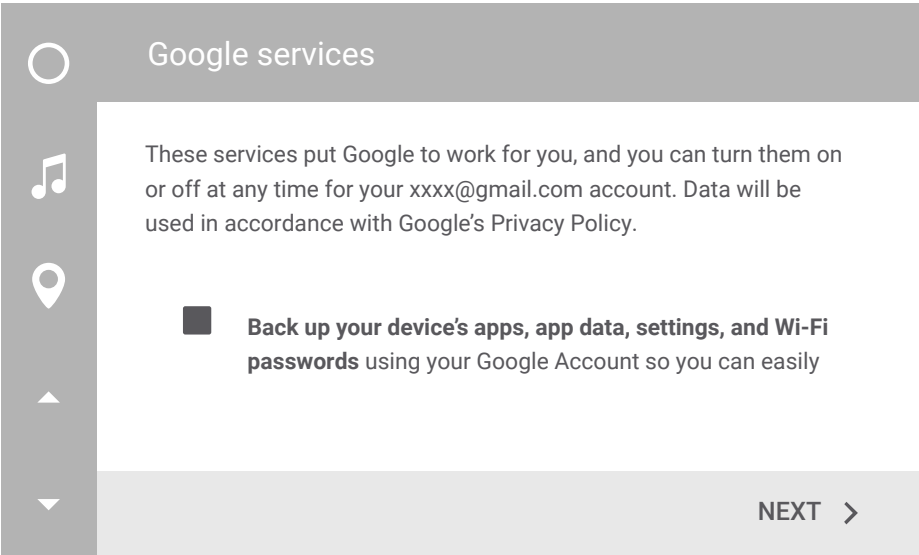 Google services
These services put Google to work for you, and you can turn them on
or off at any time for your xxxx@gmail.com account. Data will be
used in accordance with Google’s Privacy Policy.
Back up your device’s apps, app data, settings, and Wi-Fi
passwords using your Google Account so you can easily
NEXT